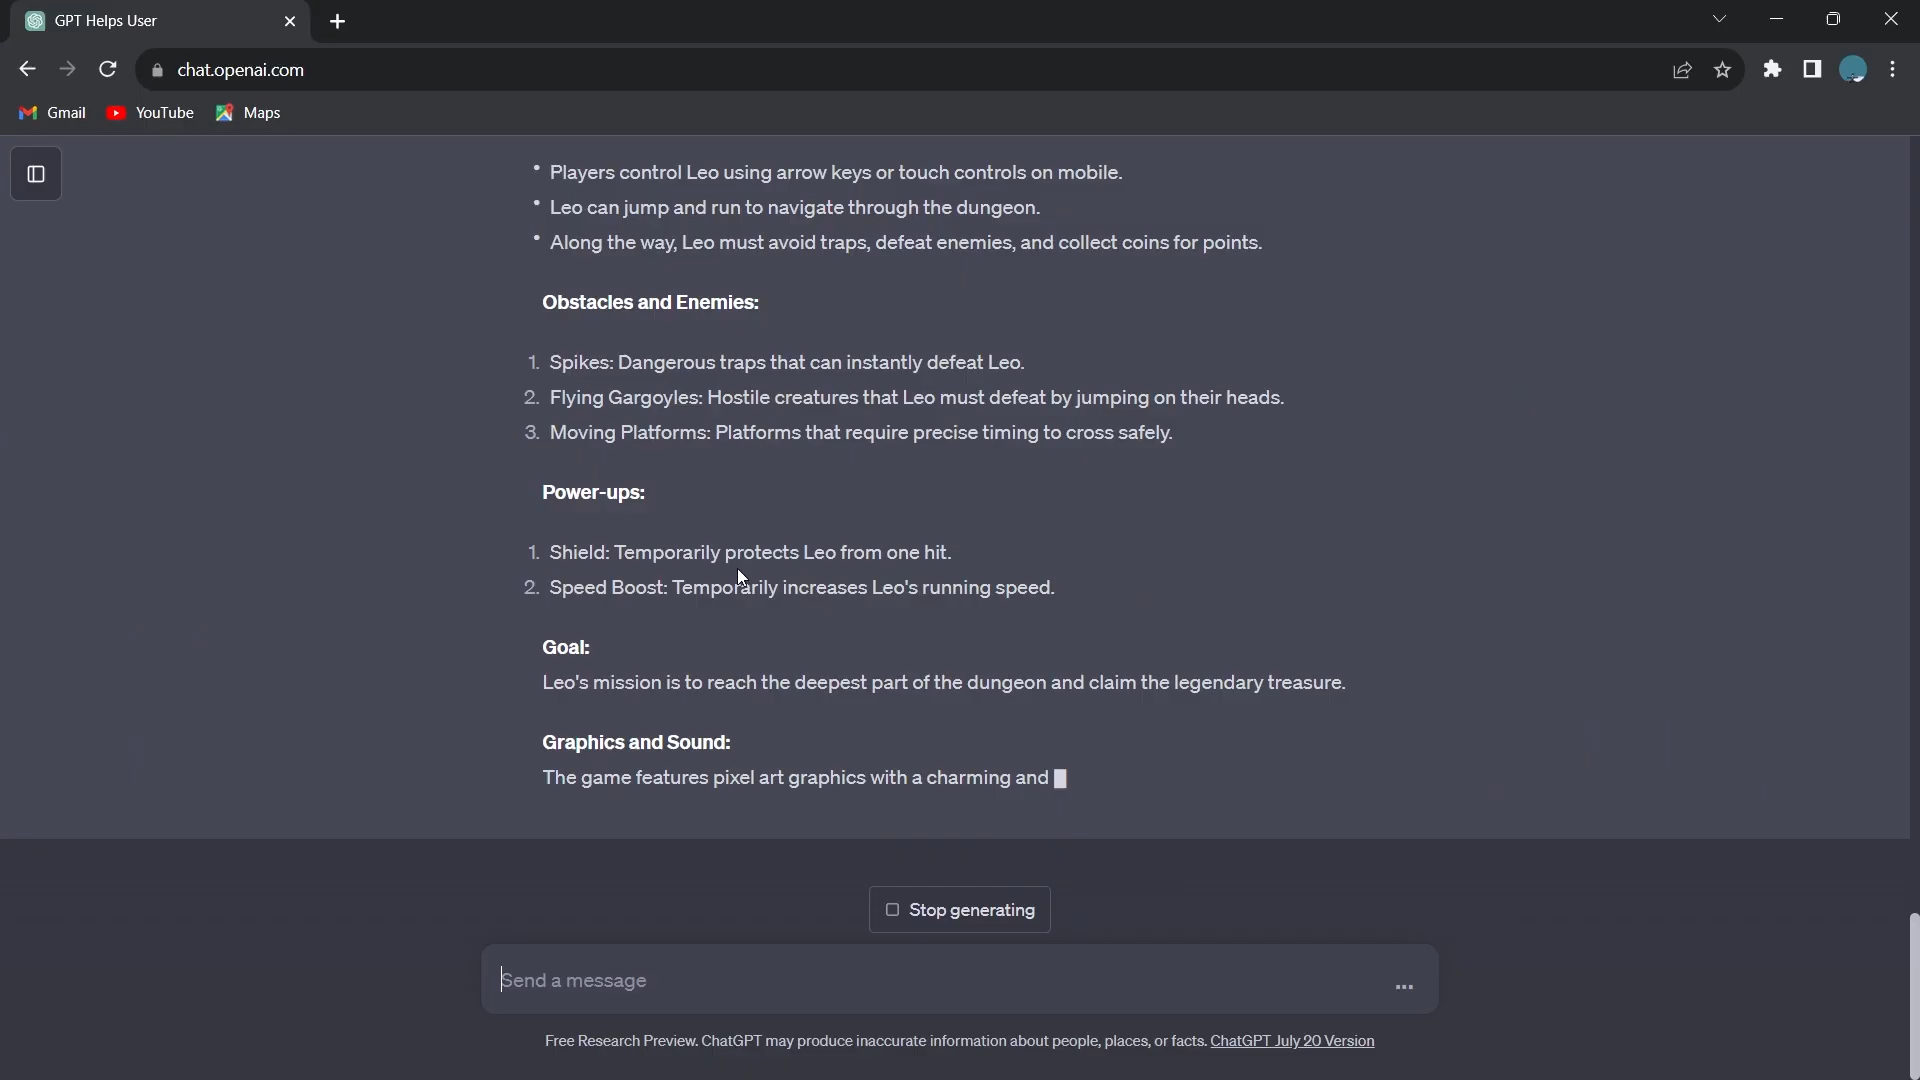 GPT Helps User
chat.openai.com
Gmail YouTube Maps
• Players control Leo using arrow keys or touch controls on mobile.
• Leo can jump and run to navigate through the dungeon.
• Along the way, Leo must avoid traps, defeat enemies, and collect coins for points.
Obstacles and Enemies:
1. Spikes: Dangerous traps that can instantly defeat Leo.
2. Flying Gargoyles: Hostile creatures that Leo must defeat by jumping on their heads.
3. Moving Platforms: Platforms that require precise timing to cross safely.
Power-ups:
1. Shield: Temporarily protects Leo from one hit.
2. Speed Boost: Temporarily increases Leo's running speed.
Goal:
Leo's mission is to reach the deepest part of the dungeon and claim the legendary treasure.
Graphics and Sound:
The game features pixel art graphics with a charming and
Stop generating
Send a message
Free Research Preview. ChatGPT may produce inaccurate information about people, places, or facts. ChatGPT July 20 Version